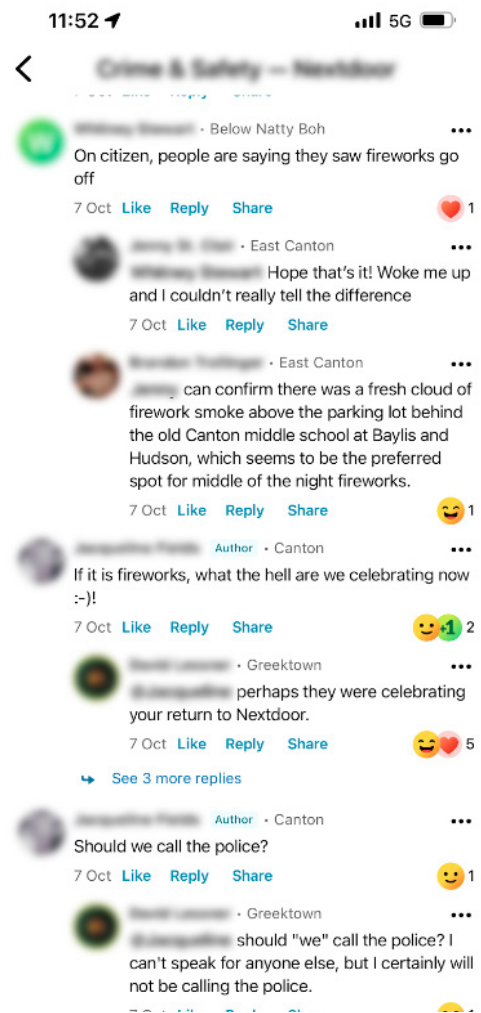 11:52
5G
Below Natty Boh
On citizen, people are saying they saw fireworks go
off
7 Oct Like Reply Share 1
East Canton
Hope that's it! Woke me up
and I couldn't really tell the difference
7 Oct Like Reply Share
East Canton
can confirm there was a fresh cloud of
firework smoke above the parking lot behind
the old Canton middle school at Baylis and
Hudson, which seems to be the preferred
spot for middle of the night fireworks.
7 Oct Like Reply Share 1
Author · Canton
If it is fireworks, what the hell are we celebrating now
:-)!
7 Oct Like Reply Share +1 2
Greektown
perhaps they were celebrating
your return to Nextdoor.
7 Oct Like Reply Share 5
See 3 more replies
Author · Canton
Should we call the police?
7 Oct Like Reply Share 1
Greektown
should "we" call the police? I
can't speak for anyone else, but I certainly will
not be calling the police.